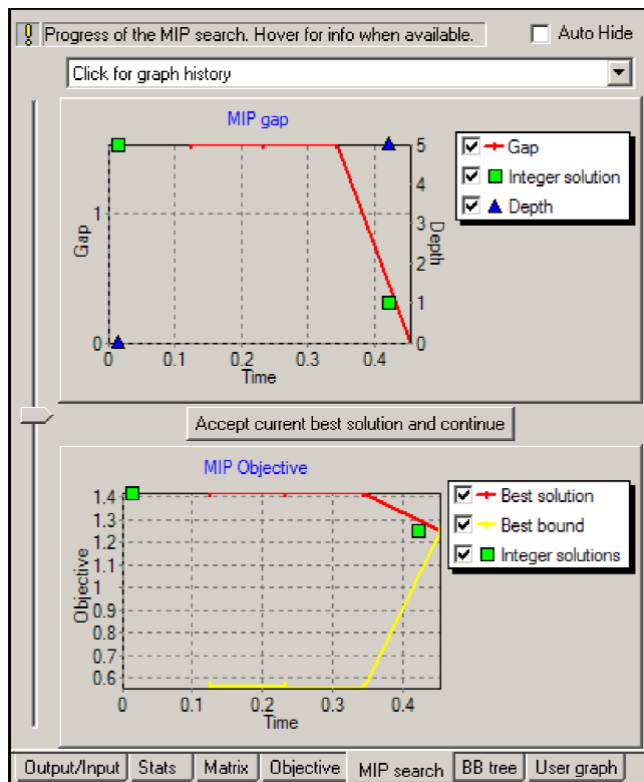 Progress of the MIP search. Hover for info when available.
Auto Hide
Click for graph history
MIP gap
Gap
1
0
5
4
3
2
1
0
Depth
0 0.1 0.2 0.3 0.4
Time
Gap
Integer solution
Depth
Accept current best solution and continue
MIP Objective
Objective
1.4
1.3
1.2
1.1
1
0.9
0.8
0.7
0.6
0 0.1 0.2 0.3 0.4
Time
Best solution
Best bound
Integer solutions
Output/Input Stats Matrix Objective MIP search BB tree User graph